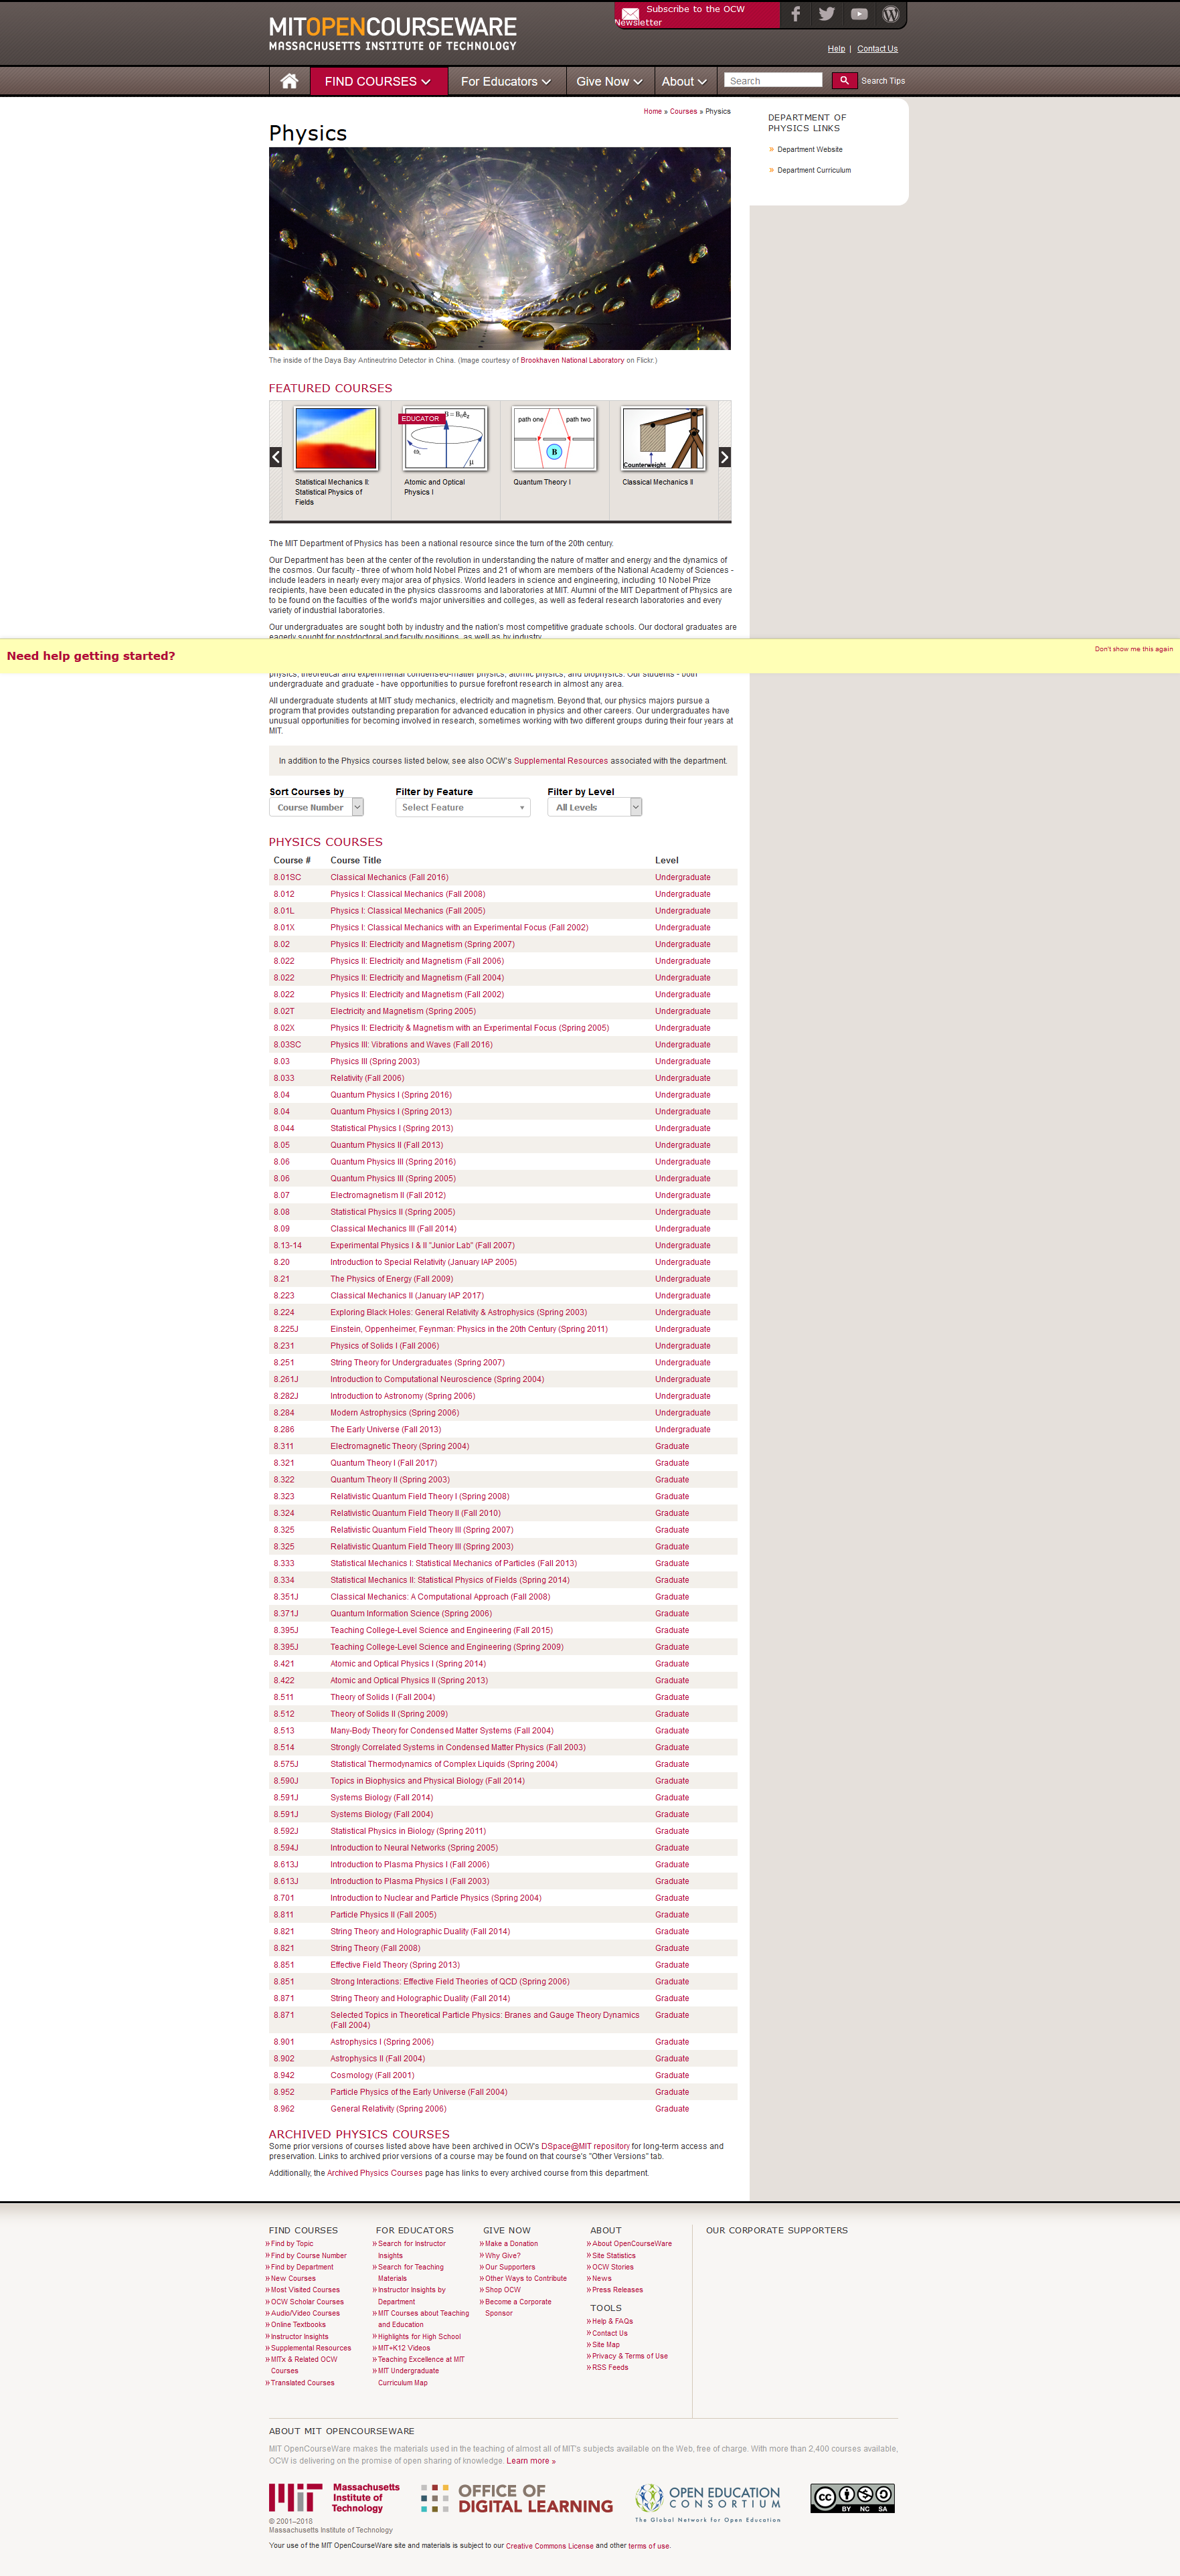 MITOPENCOURSEWARE
MASSACHUSETTS INSTITUTE OF TECHNOLOGY
Subscribe to the OCW
Newsletter
Help | Contact Us
FIND COURSES
For Educators
Give Now
About
Search
Search Tips
Home » Courses » Physics
Physics
DEPARTMENT OF
PHYSICS LINKS
» Department Website
» Department Curriculum
The inside of the Daya Bay Antineutrino Detector in China. (Image courtesy of Brookhaven National Laboratory on Flickr.)
FEATURED COURSES
EDUCATOR
path one path two
B
Counterweight
Statistical Mechanics II:
Statistical Physics of
Fields
Atomic and Optical
Physics I
Quantum Theory I
Classical Mechanics II
The MIT Department of Physics has been a national resource since the turn of the 20th century.
Our Department has been at the center of the revolution in understanding the nature of matter and energy and the dynamics of
the cosmos. Our faculty - three of whom hold Nobel Prizes and 21 of whom are members of the National Academy of Sciences -
include leaders in nearly every major area of physics. World leaders in science and engineering, including 10 Nobel Prize
recipients, have been educated in the physics classrooms and laboratories at MIT. Alumni of the MIT Department of Physics are
to be found on the faculties of the world's major universities and colleges, as well as federal research laboratories and every
variety of industrial laboratories.
Our undergraduates are sought both by industry and the nation's most competitive graduate schools. Our doctoral graduates are
eagerly sought for postdoctoral and faculty positions, as well as by industry.
Need help getting started?
Don't show me this again
physics, theoretical and experimental condensed-matter physics, atomic physics, and biophysics. Our students - both
undergraduate and graduate - have opportunities to pursue forefront research in almost any area.
All undergraduate students at MIT study mechanics, electricity and magnetism. Beyond that, our physics majors pursue a
program that provides outstanding preparation for advanced education in physics and other careers. Our undergraduates have
unusual opportunities for becoming involved in research, sometimes working with two different groups during their four years at
MIT.
In addition to the Physics courses listed below, see also OCW's Supplemental Resources associated with the department.
Sort Courses by Filter by Feature Filter by Level
Course Number Select Feature All Levels
PHYSICS COURSES
Course # Course Title Level
8.01SC Classical Mechanics (Fall 2016) Undergraduate
8.012 Physics I: Classical Mechanics (Fall 2008) Undergraduate
8.01L Physics I: Classical Mechanics (Fall 2005) Undergraduate
8.01X Physics I: Classical Mechanics with an Experimental Focus (Fall 2002) Undergraduate
8.02 Physics II: Electricity and Magnetism (Spring 2007) Undergraduate
8.022 Physics II: Electricity and Magnetism (Fall 2006) Undergraduate
8.022 Physics II: Electricity and Magnetism (Fall 2004) Undergraduate
8.022 Physics II: Electricity and Magnetism (Fall 2002) Undergraduate
8.02T Electricity and Magnetism (Spring 2005) Undergraduate
8.02X Physics II: Electricity & Magnetism with an Experimental Focus (Spring 2005) Undergraduate
8.03SC Physics III: Vibrations and Waves (Fall 2016) Undergraduate
8.03 Physics III (Spring 2003) Undergraduate
8.033 Relativity (Fall 2006) Undergraduate
8.04 Quantum Physics I (Spring 2016) Undergraduate
8.04 Quantum Physics I (Spring 2013) Undergraduate
8.044 Statistical Physics I (Spring 2013) Undergraduate
8.05 Quantum Physics II (Fall 2013) Undergraduate
8.06 Quantum Physics III (Spring 2016) Undergraduate
8.06 Quantum Physics III (Spring 2005) Undergraduate
8.07 Electromagnetism II (Fall 2012) Undergraduate
8.08 Statistical Physics II (Spring 2005) Undergraduate
8.09 Classical Mechanics III (Fall 2014) Undergraduate
8.13-14 Experimental Physics I & II "Junior Lab" (Fall 2007) Undergraduate
8.20 Introduction to Special Relativity (January IAP 2005) Undergraduate
8.21 The Physics of Energy (Fall 2009) Undergraduate
8.223 Classical Mechanics II (January IAP 2017) Undergraduate
8.224 Exploring Black Holes: General Relativity & Astrophysics (Spring 2003) Undergraduate
8.225J Einstein, Oppenheimer, Feynman: Physics in the 20th Century (Spring 2011) Undergraduate
8.231 Physics of Solids I (Fall 2006) Undergraduate
8.251 String Theory for Undergraduates (Spring 2007) Undergraduate
8.261J Introduction to Computational Neuroscience (Spring 2004) Undergraduate
8.282J Introduction to Astronomy (Spring 2006) Undergraduate
8.284 Modern Astrophysics (Spring 2006) Undergraduate
8.286 The Early Universe (Fall 2013) Undergraduate
8.311 Electromagnetic Theory (Spring 2004) Graduate
8.321 Quantum Theory I (Fall 2017) Graduate
8.322 Quantum Theory II (Spring 2003) Graduate
8.323 Relativistic Quantum Field Theory I (Spring 2008) Graduate
8.324 Relativistic Quantum Field Theory II (Fall 2010) Graduate
8.325 Relativistic Quantum Field Theory III (Spring 2007) Graduate
8.325 Relativistic Quantum Field Theory III (Spring 2003) Graduate
8.333 Statistical Mechanics I: Statistical Mechanics of Particles (Fall 2013) Graduate
8.334 Statistical Mechanics II: Statistical Physics of Fields (Spring 2014) Graduate
8.351J Classical Mechanics: A Computational Approach (Fall 2008) Graduate
8.371J Quantum Information Science (Spring 2006) Graduate
8.395J Teaching College-Level Science and Engineering (Fall 2015) Graduate
8.395J Teaching College-Level Science and Engineering (Spring 2009) Graduate
8.421 Atomic and Optical Physics I (Spring 2014) Graduate
8.422 Atomic and Optical Physics II (Spring 2013) Graduate
8.511 Theory of Solids I (Fall 2004) Graduate
8.512 Theory of Solids II (Spring 2009) Graduate
8.513 Many-Body Theory for Condensed Matter Systems (Fall 2004) Graduate
8.514 Strongly Correlated Systems in Condensed Matter Physics (Fall 2003) Graduate
8.575J Statistical Thermodynamics of Complex Liquids (Spring 2004) Graduate
8.590J Topics in Biophysics and Physical Biology (Fall 2014) Graduate
8.591J Systems Biology (Fall 2014) Graduate
8.591J Systems Biology (Fall 2004) Graduate
8.592J Statistical Physics in Biology (Spring 2011) Graduate
8.594J Introduction to Neural Networks (Spring 2005) Graduate
8.613J Introduction to Plasma Physics I (Fall 2006) Graduate
8.613J Introduction to Plasma Physics I (Fall 2003) Graduate
8.701 Introduction to Nuclear and Particle Physics (Spring 2004) Graduate
8.811 Particle Physics II (Fall 2005) Graduate
8.821 String Theory and Holographic Duality (Fall 2014) Graduate
8.821 String Theory (Fall 2008) Graduate
8.851 Effective Field Theory (Spring 2013) Graduate
8.851 Strong Interactions: Effective Field Theories of QCD (Spring 2006) Graduate
8.871 String Theory and Holographic Duality (Fall 2014) Graduate
8.871 Selected Topics in Theoretical Particle Physics: Branes and Gauge Theory Dynamics Graduate
(Fall 2004)
8.901 Astrophysics I (Spring 2006) Graduate
8.902 Astrophysics II (Fall 2004) Graduate
8.942 Cosmology (Fall 2001) Graduate
8.952 Particle Physics of the Early Universe (Fall 2004) Graduate
8.962 General Relativity (Spring 2006) Graduate
ARCHIVED PHYSICS COURSES
Some prior versions of courses listed above have been archived in OCW's DSpace@MIT repository for long-term access and
preservation. Links to archived prior versions of a course may be found on that course's "Other Versions" tab.
Additionally, the Archived Physics Courses page has links to every archived course from this department.
FIND COURSES
» Find by Topic
» Find by Course Number
» Find by Department
» New Courses
» Most Visited Courses
» OCW Scholar Courses
» Audio/Video Courses
» Online Textbooks
» Instructor Insights
» Supplemental Resources
» MITx & Related OCW
Courses
» Translated Courses
FOR EDUCATORS
» Search for Instructor
Insights
» Search for Teaching
Materials
» Instructor Insights by
Department
» MIT Courses about Teaching
and Education
» Highlights for High School
» MIT+K12 Videos
» Teaching Excellence at MIT
» MIT Undergraduate
Curriculum Map
GIVE NOW
» Make a Donation
» Why Give?
» Our Supporters
» Other Ways to Contribute
» Shop OCW
» Become a Corporate
Sponsor
ABOUT
» About OpenCourseWare
» Site Statistics
» OCW Stories
» News
» Press Releases
TOOLS
» Help & FAQs
» Contact Us
» Site Map
» Privacy & Terms of Use
» RSS Feeds
OUR CORPORATE SUPPORTERS
ABOUT MIT OPENCOURSEWARE
MIT OpenCourseWare makes the materials used in the teaching of almost all of MIT's subjects available on the Web, free of charge. With more than 2,400 courses available,
OCW is delivering on the promise of open sharing of knowledge. Learn more »
MIT
Massachusetts
Institute of
Technology
OFFICE OF
DIGITAL LEARNING
OPEN EDUCATION
CONSORTIUM
The Global Network for Open Education
CC BY NC SA
© 2001–2018
Massachusetts Institute of Technology
Your use of the MIT OpenCourseWare site and materials is subject to our Creative Commons License and other terms of use.